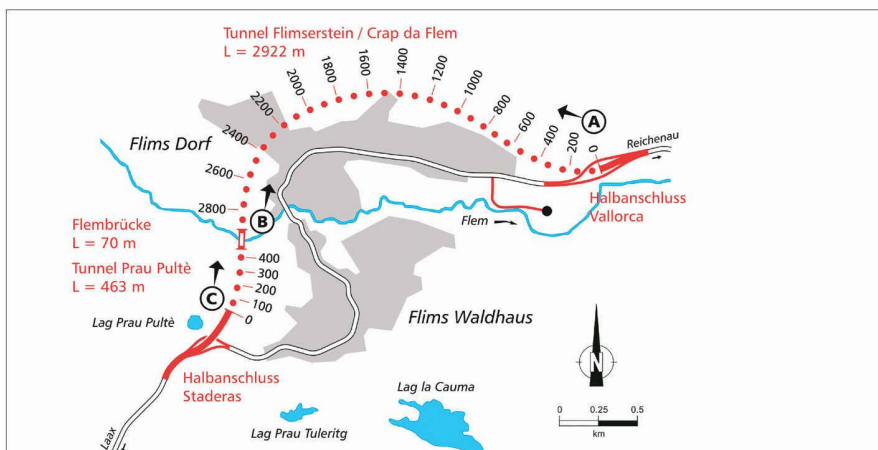 Tunnel Flimserstein / Crap da Flem
L = 2922 m
2800
2600
2400
2200
2000
1800
1600
1400
1200
1000
800
600
400
200
0
A
Reichenau
Flims Dorf
Halbanschluss
Vallorca
B
Flem
Flembrücke
L = 70 m
Tunnel Prau Pultè
L = 463 m
400
300
200
100
0
C
Lag Prau Pultè
Flims Waldhaus
Halbanschluss
Staderas
Lag la Cauma
Lag Prau Tuleritg
Laax
N
0 0.25 0.5
km